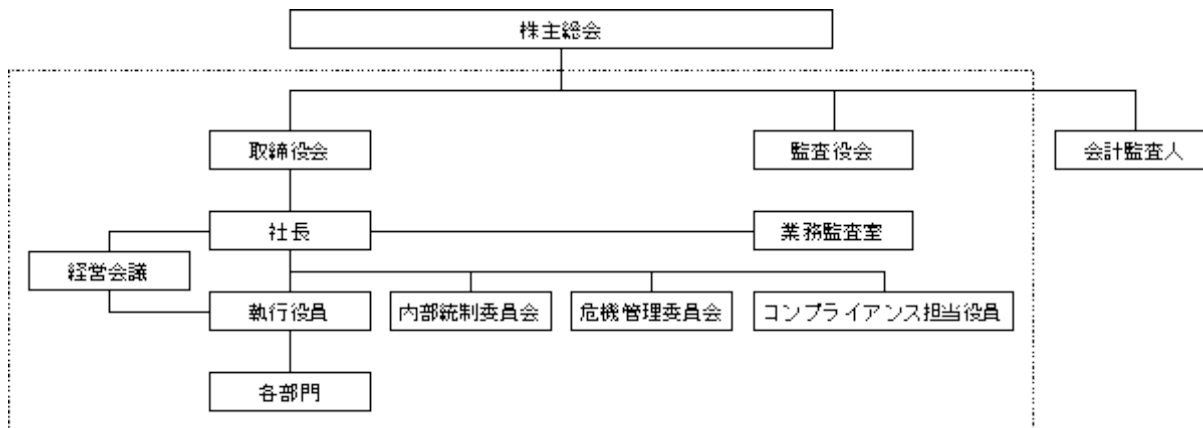 株主総会
取締役会
監査役会
会計監査人
社長
業務監査室
経営会議
執行役員
内部統制委員会
危機管理委員会
コンプライアンス担当役員
各部門